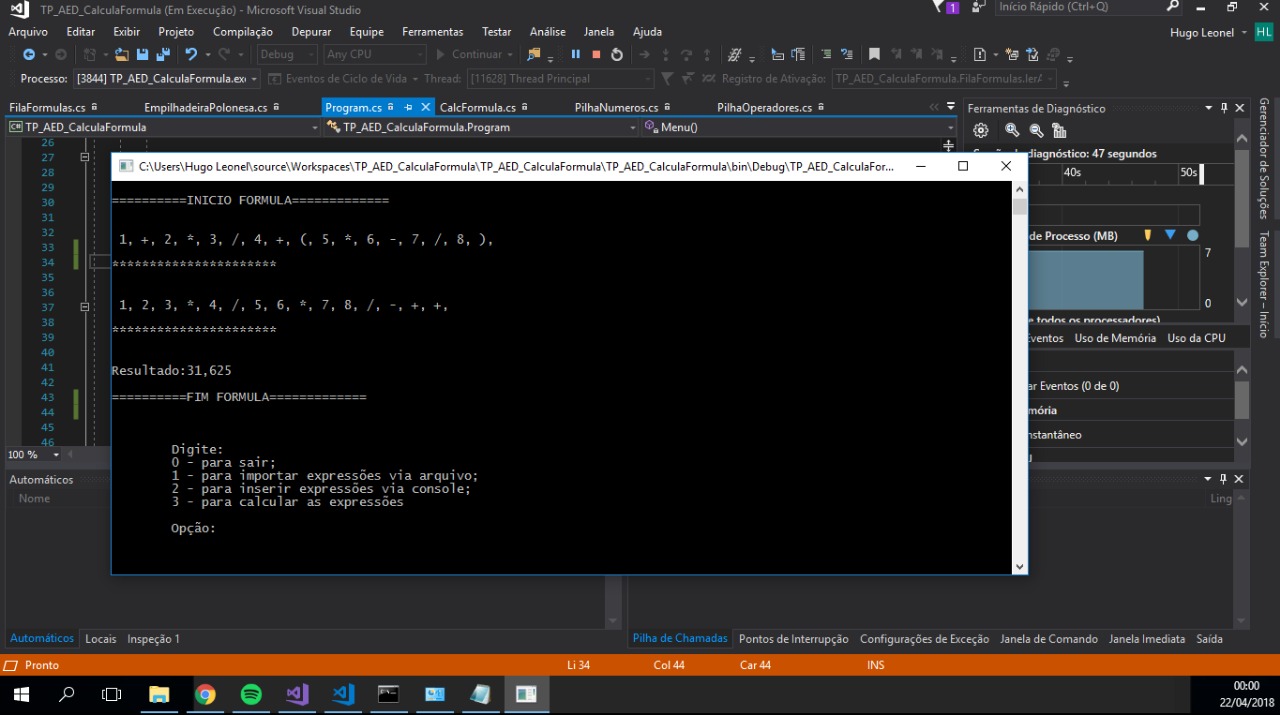 TP_AED_CalculaFormula (Em Execução) - Microsoft Visual Studio
1
Início Rápido (Ctrl+Q)
Arquivo Editar Exibir Projeto Compilação Depurar Equipe Ferramentas Testar Análise Janela Ajuda
Hugo Leonel
HL
Debug Any CPU Continuar
Processo: [3844] TP_AED_CalculaFormula.exe Eventos de Ciclo de Vida Thread: [11628] Thread Principal Registro de Ativação: TP_AED_CalculaFormula.FilaFormulas.lerA
FilaFormulas.cs EmpilhadeiraPolonesa.cs Program.cs CalcFormula.cs PilhaNumeros.cs PilhaOperadores.cs
TP_AED_CalculaFormula TP_AED_CalculaFormula.Program Menu()
26
27
28
29
30
31
32
33
34
35
36
37
38
39
40
41
42
43
44
45
46
100 %
C:\Users\Hugo Leonel\source\Workspaces\TP_AED_CalculaFormula\TP_AED_CalculaFormula\TP_AED_CalculaFormula\bin\Debug\TP_AED_CalculaFor...
==========INICIO FORMULA=============
1, +, 2, *, 3, /, 4, +, (, 5, *, 6, -, 7, /, 8, ),
**********************
1, 2, 3, *, 4, /, 5, 6, *, 7, 8, /, -, +, +,
**********************
Resultado:31,625
==========FIM FORMULA=============
Digite:
0 - para sair;
1 - para importar expressões via arquivo;
2 - para inserir expressões via console;
3 - para calcular as expressões
Opção:
Ferramentas de Diagnóstico
diagnóstico: 47 segundos
40s 50s
de Processo (MB)
7
0
e todos os processadores)
Eventos Uso de Memória Uso da CPU
ar Eventos (0 de 0)
mória
nstantâneo
Gerenciador de Soluções
Team Explorer – Início
Automáticos
Nome
Ling
Automáticos Locais Inspeção 1
Pilha de Chamadas Pontos de Interrupção Configurações de Exceção Janela de Comando Janela Imediata Saída
Pronto
Li 34 Col 44 Car 44 INS
00:00
22/04/2018